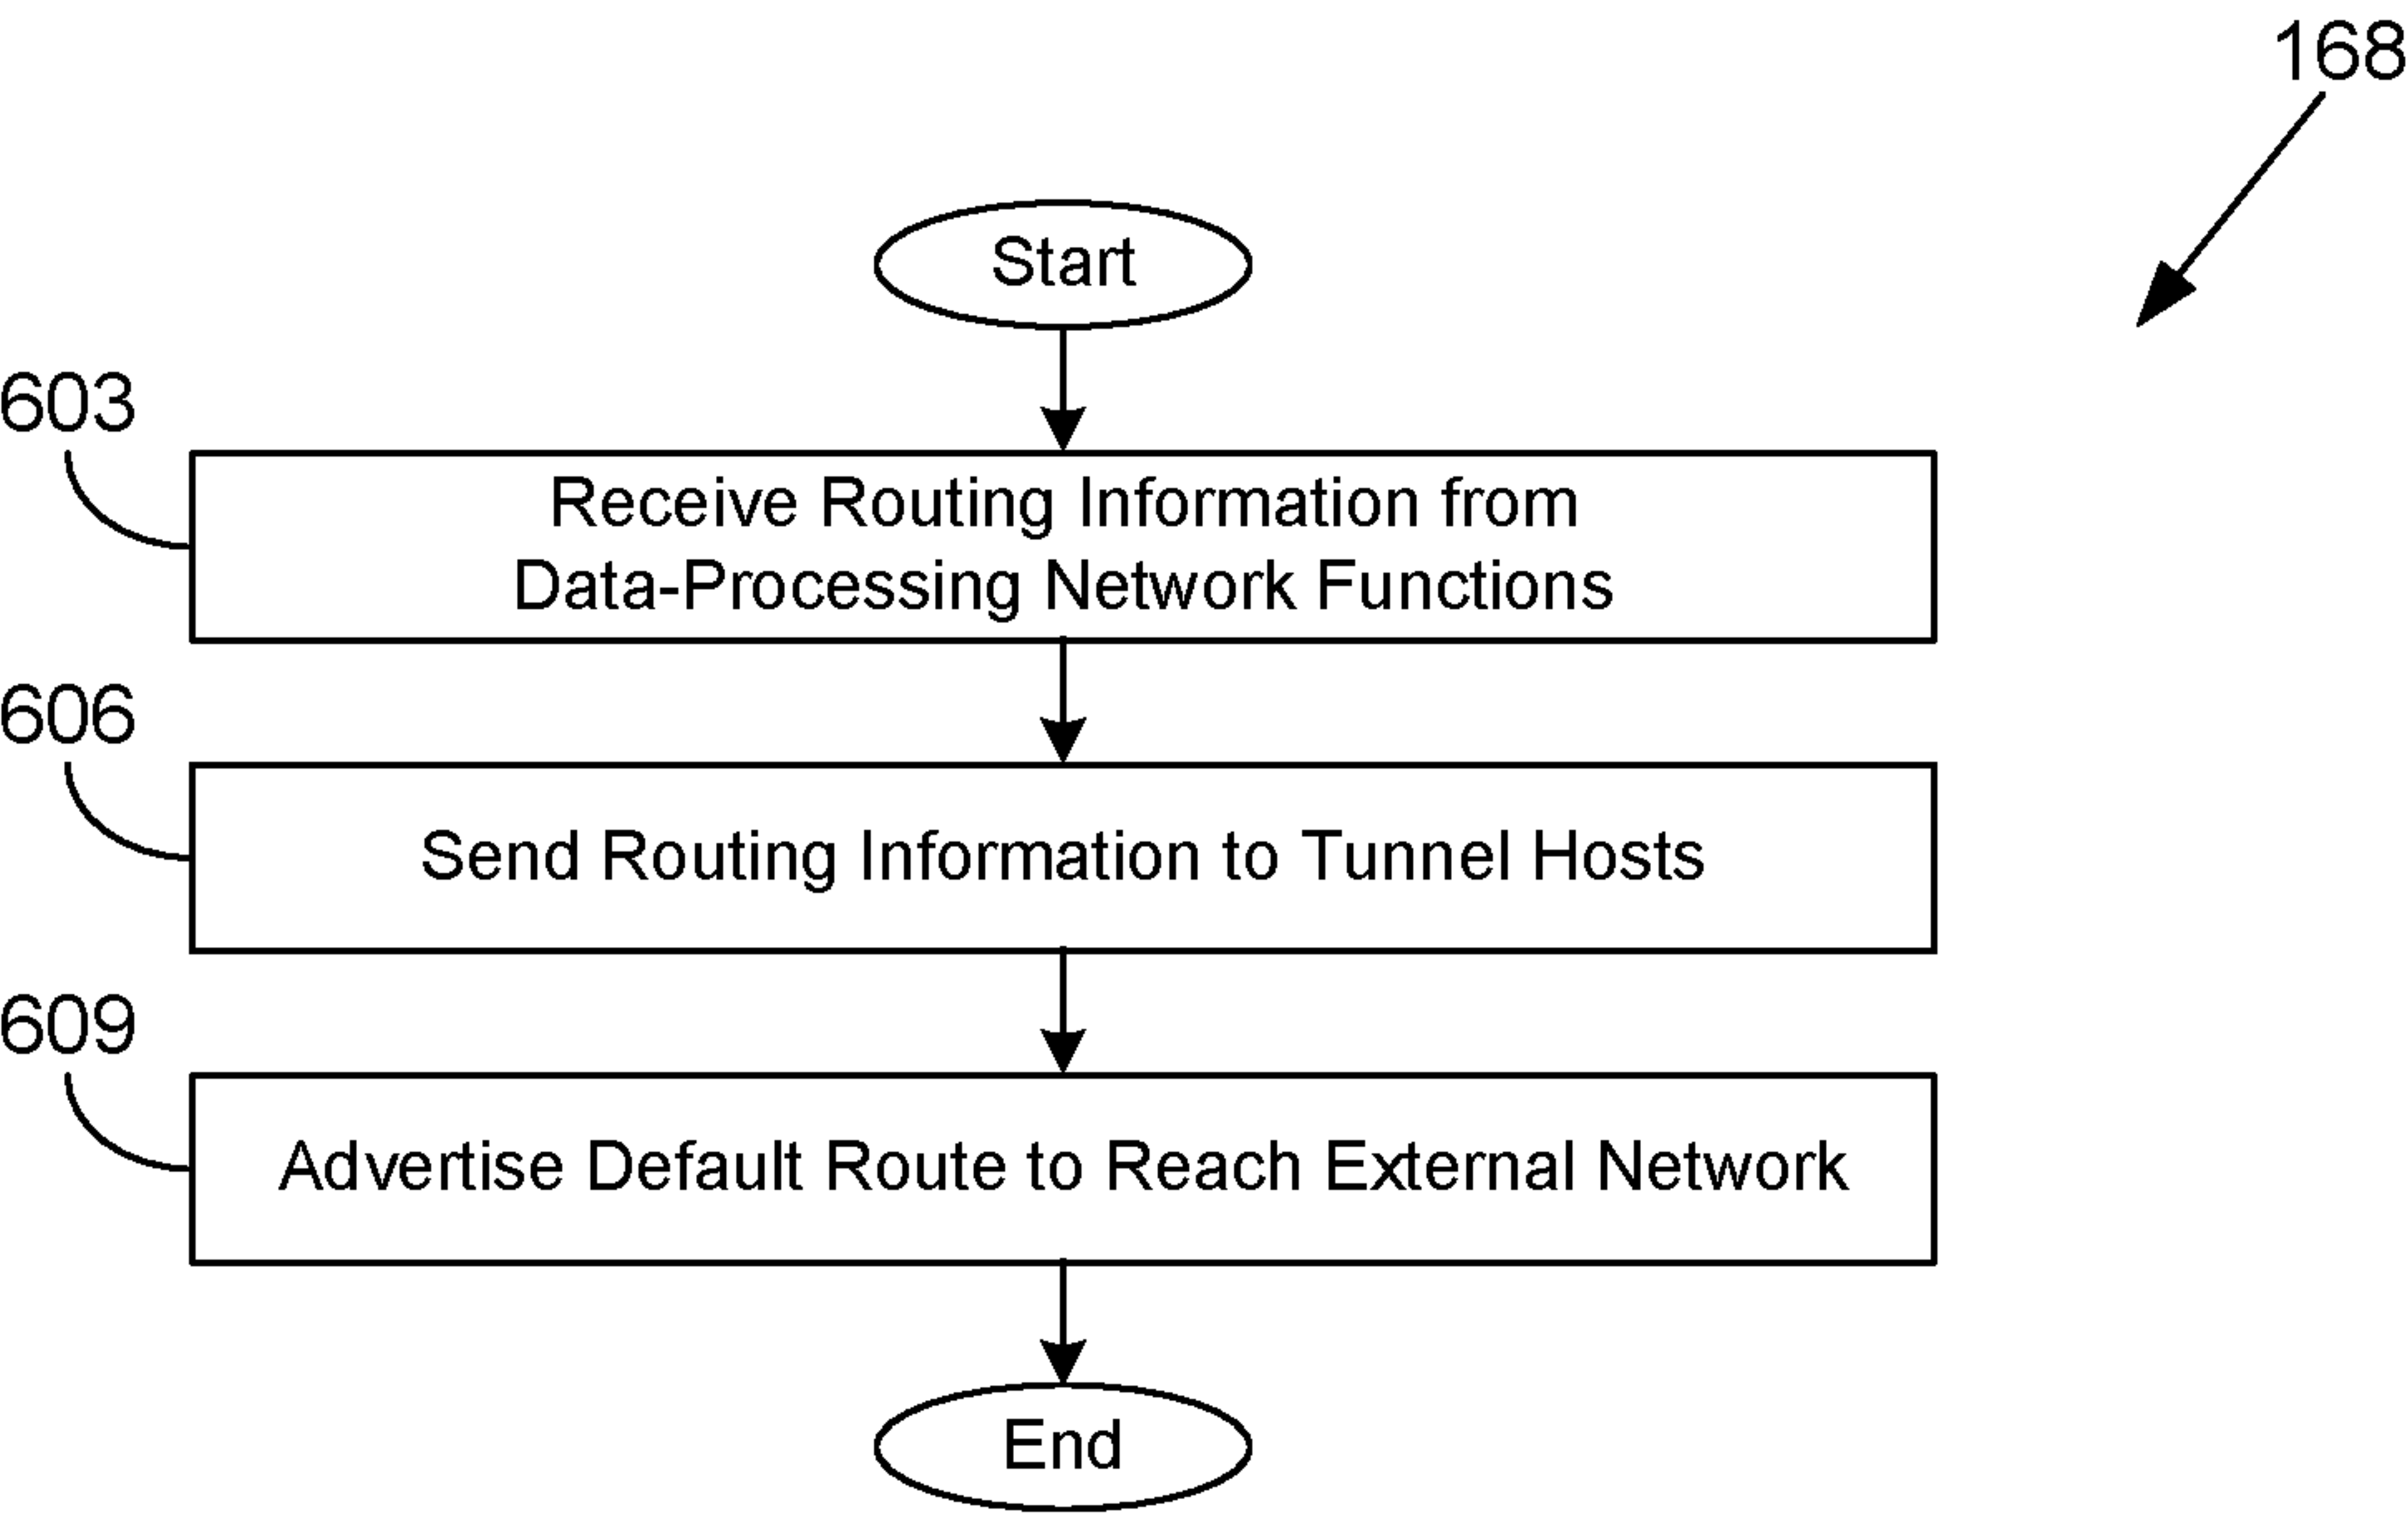 168
Start
603
Receive Routing Information from
Data-Processing Network Functions
606
Send Routing Information to Tunnel Hosts
609
Advertise Default Route to Reach External Network
End